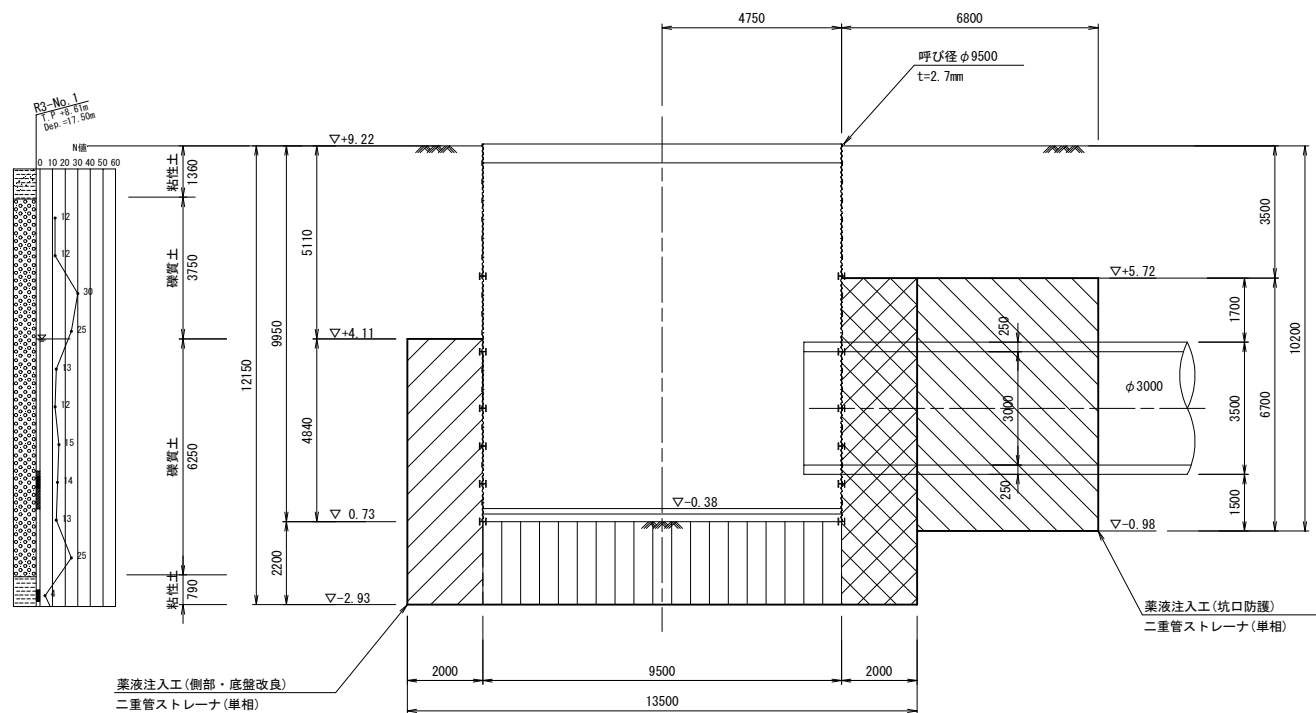 4750
6800
呼び径φ9500
t=2.7mm
R3-No.1
T.P +8.61m
Dep.=17.50m
N値
0 10 20 30 40 50 60
▽+9.22
粘性土
1360
12
12
30
25
13
12
15
14
13
25
4
礫質土
3750
礫質土
6250
粘性土
790
12150
9950
2200
5110
4840
▽+4.11
▽ 0.73
▽-2.93
▽-0.38
▽+5.72
▽-0.98
3500
1700
250
3000
250
φ3000
3500
1500
6700
10200
薬液注入工(坑口防護)
二重管ストレーナ(単相)
薬液注入工(側部・底盤改良)
二重管ストレーナ(単相)
2000
9500
2000
13500